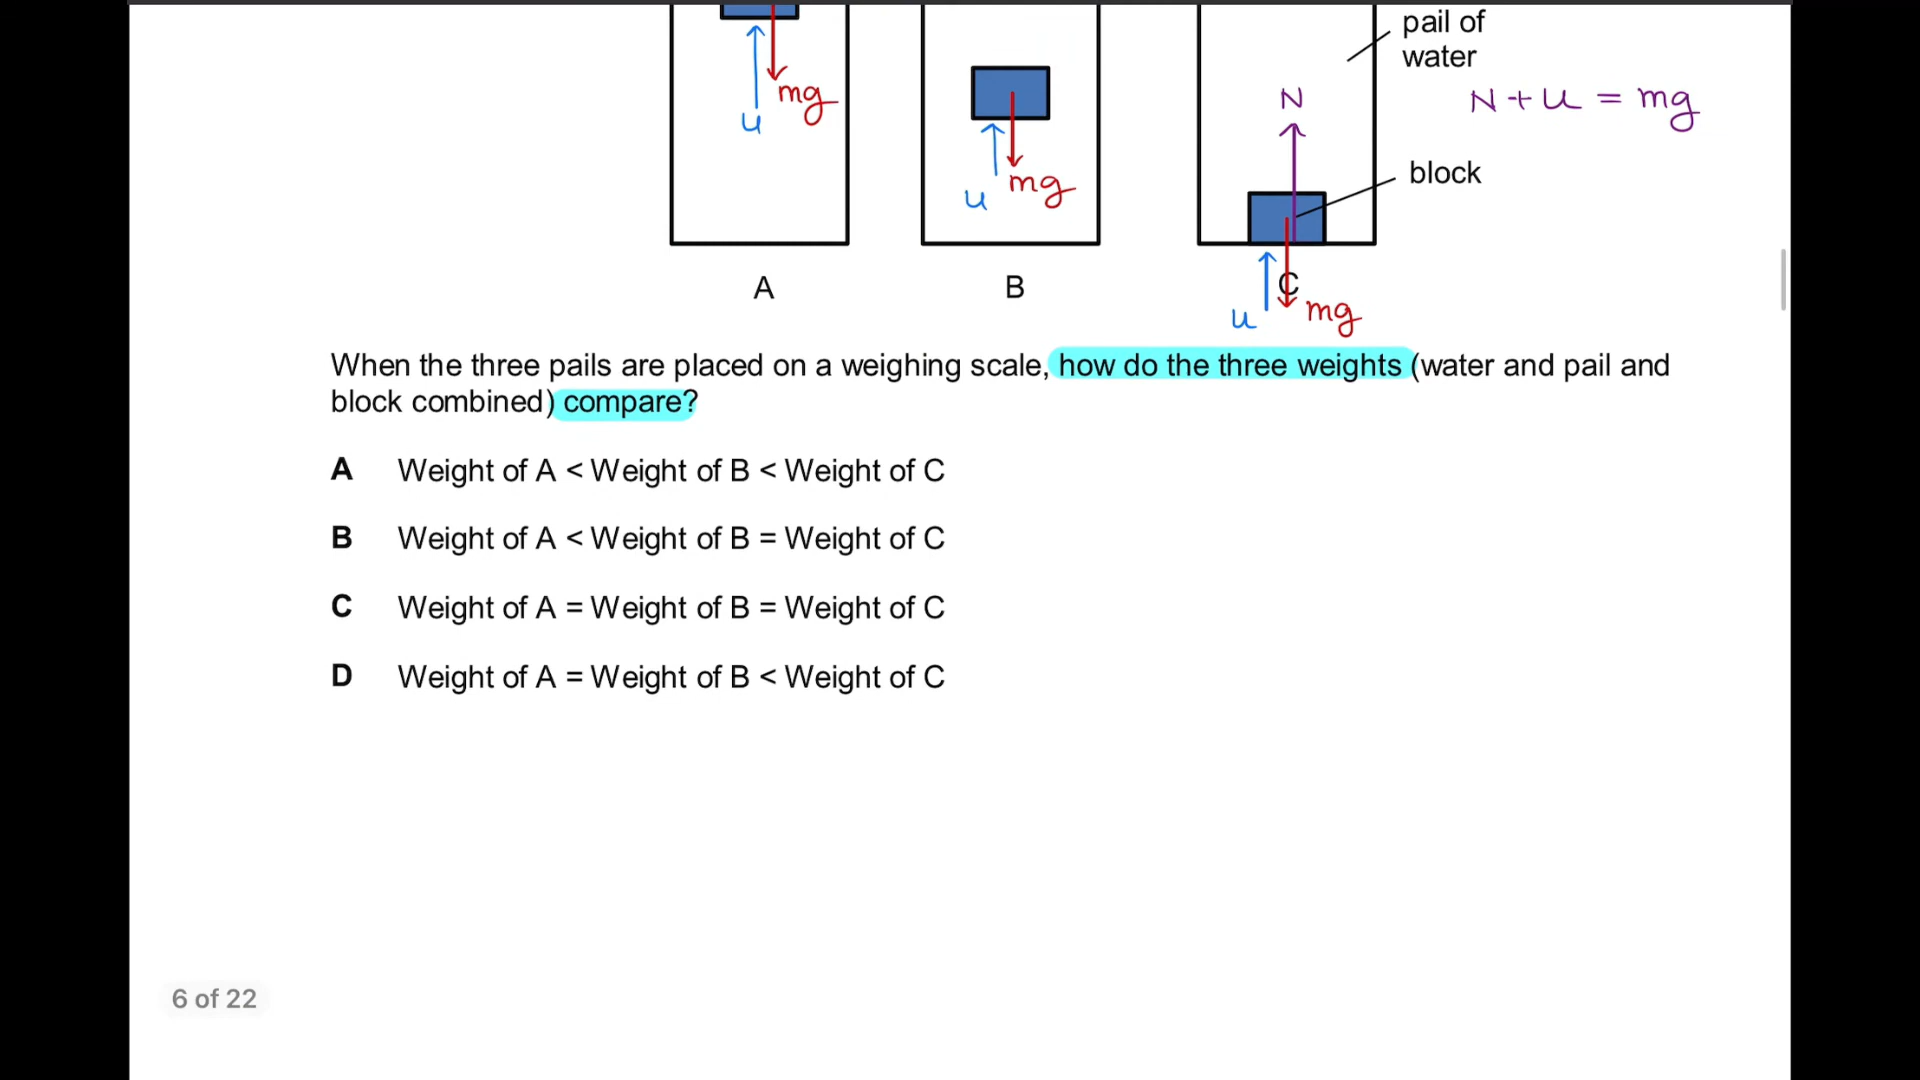 pail of
water
mg
u
N
N+u = mg
mg
u
block
A
B
C
u
mg
When the three pails are placed on a weighing scale, how do the three weights (water and pail and
block combined) compare?
A Weight of A < Weight of B < Weight of C
B Weight of A < Weight of B = Weight of C
C Weight of A = Weight of B = Weight of C
D Weight of A = Weight of B < Weight of C
6 of 22